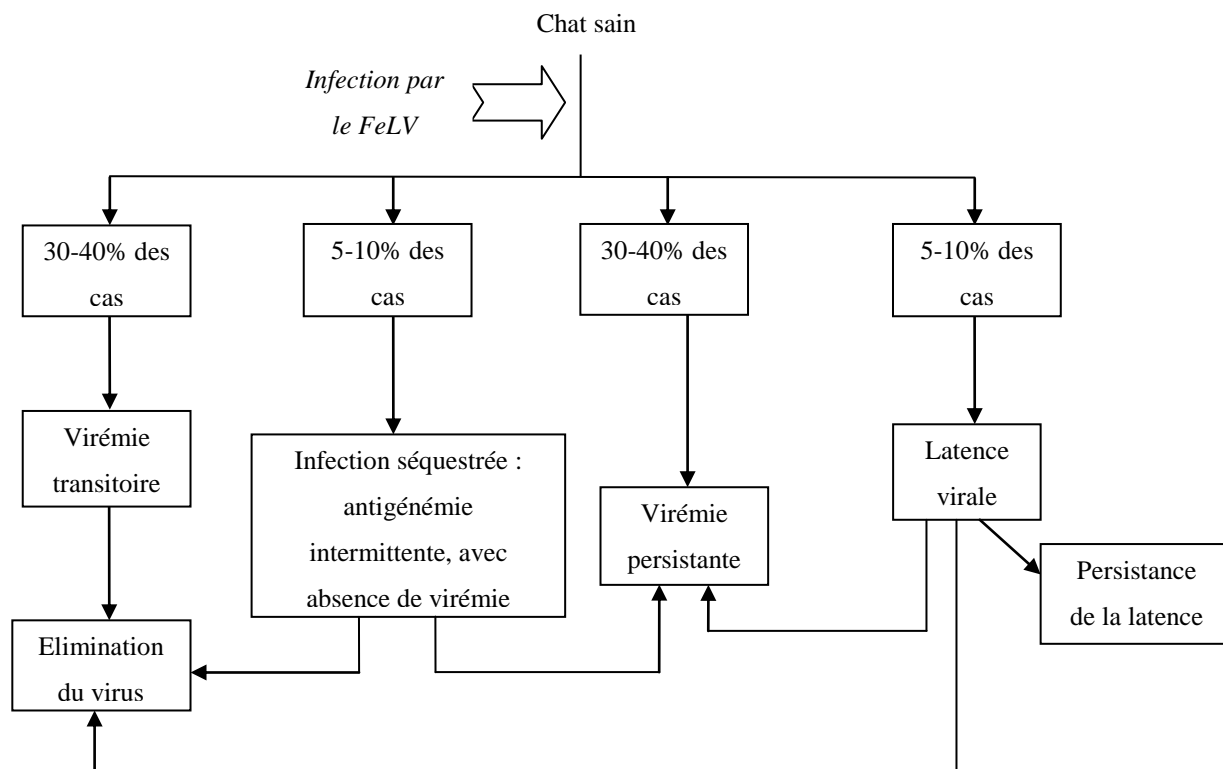 Chat sain
Infection par
le FeLV
30-40% des
cas
5-10% des
cas
30-40% des
cas
5-10% des
cas
Virémie
transitoire
Infection séquestrée :
antigénémie
intermittente, avec
absence de virémie
Virémie
persistante
Latence
virale
Persistance
de la latence
Elimination
du virus